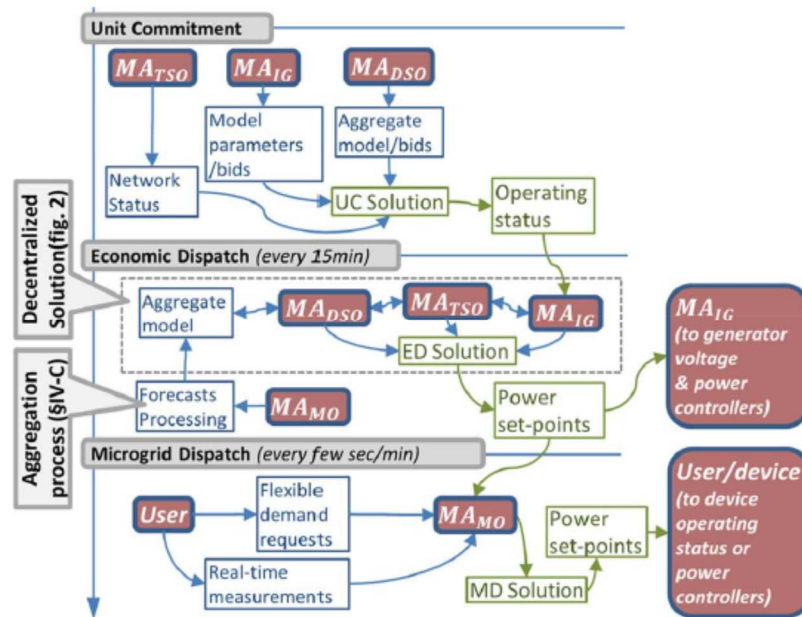 Unit Commitment
MA_TSO
MA_IG
MA_DSO
Model
parameters
/bids
Aggregate
model/bids
Network
Status
UC Solution
Operating
status
Decentralized
Solution(fig. 2)
Economic Dispatch (every 15min)
Aggregate
model
MA_DSO
MA_TSO
MA_IG
ED Solution
MA_IG
(to generator
voltage
& power
controllers)
Aggregation
process (§IV-C)
Forecasts
Processing
MA_MO
Power
set-points
Microgrid Dispatch (every few sec/min)
User
Flexible
demand
requests
MA_MO
Real-time
measurements
MD Solution
Power
set-points
User/device
(to device
operating
status or
power
controllers)